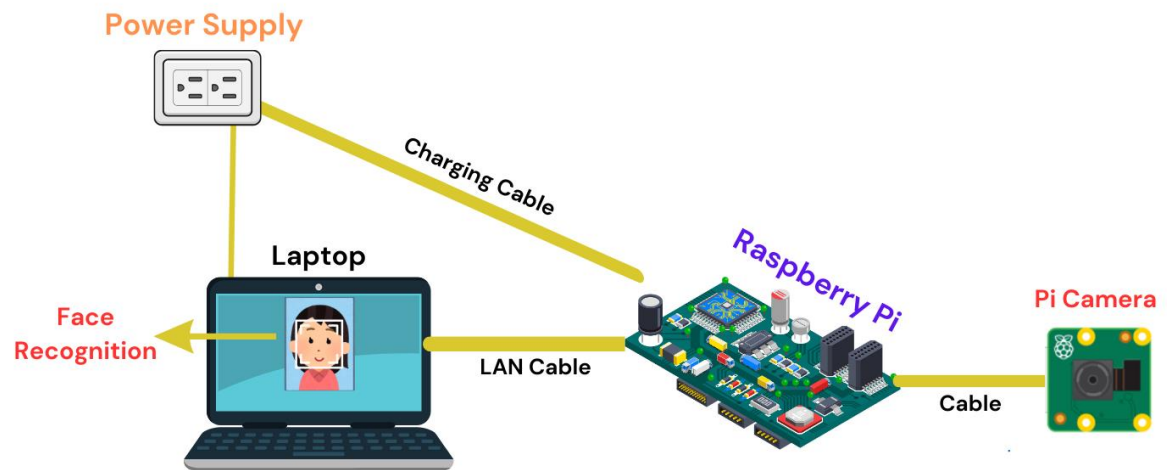 Power Supply
Charging Cable
Laptop
Raspberry Pi
Face
Recognition
LAN Cable
Pi Camera
Cable